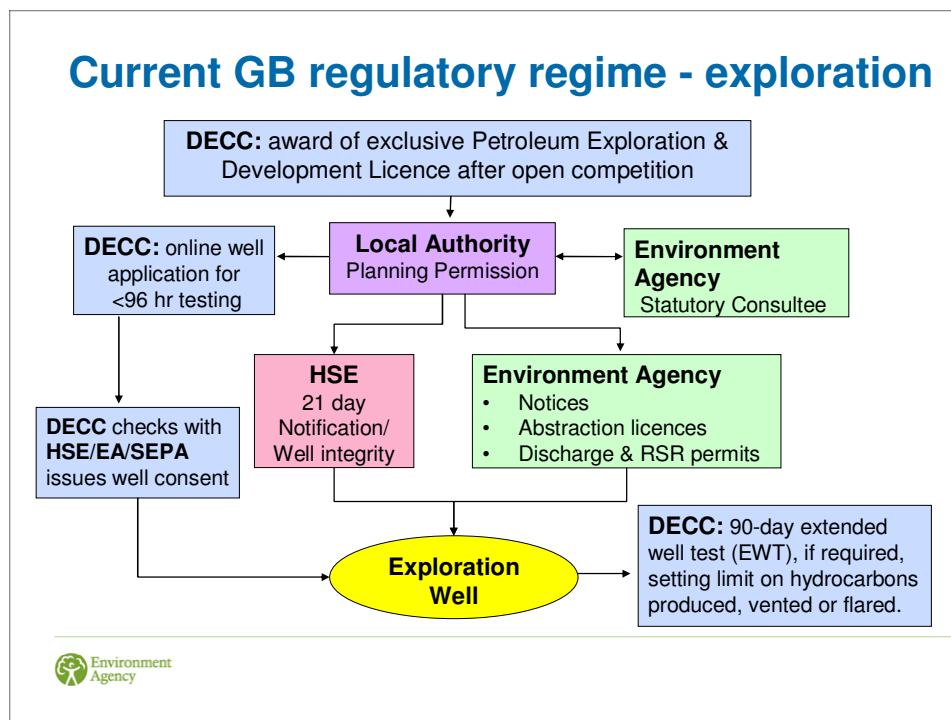 Current GB regulatory regime - exploration
DECC: award of exclusive Petroleum Exploration &
Development Licence after open competition
DECC: online well
application for
<96 hr testing
Local Authority
Planning Permission
Environment
Agency
Statutory Consultee
HSE
21 day
Notification/
Well integrity
Environment Agency
• Notices
• Abstraction licences
• Discharge & RSR permits
DECC checks with
HSE/EA/SEPA
issues well consent
Exploration
Well
DECC: 90-day extended
well test (EWT), if required,
setting limit on hydrocarbons
produced, vented or flared.
Environment
Agency